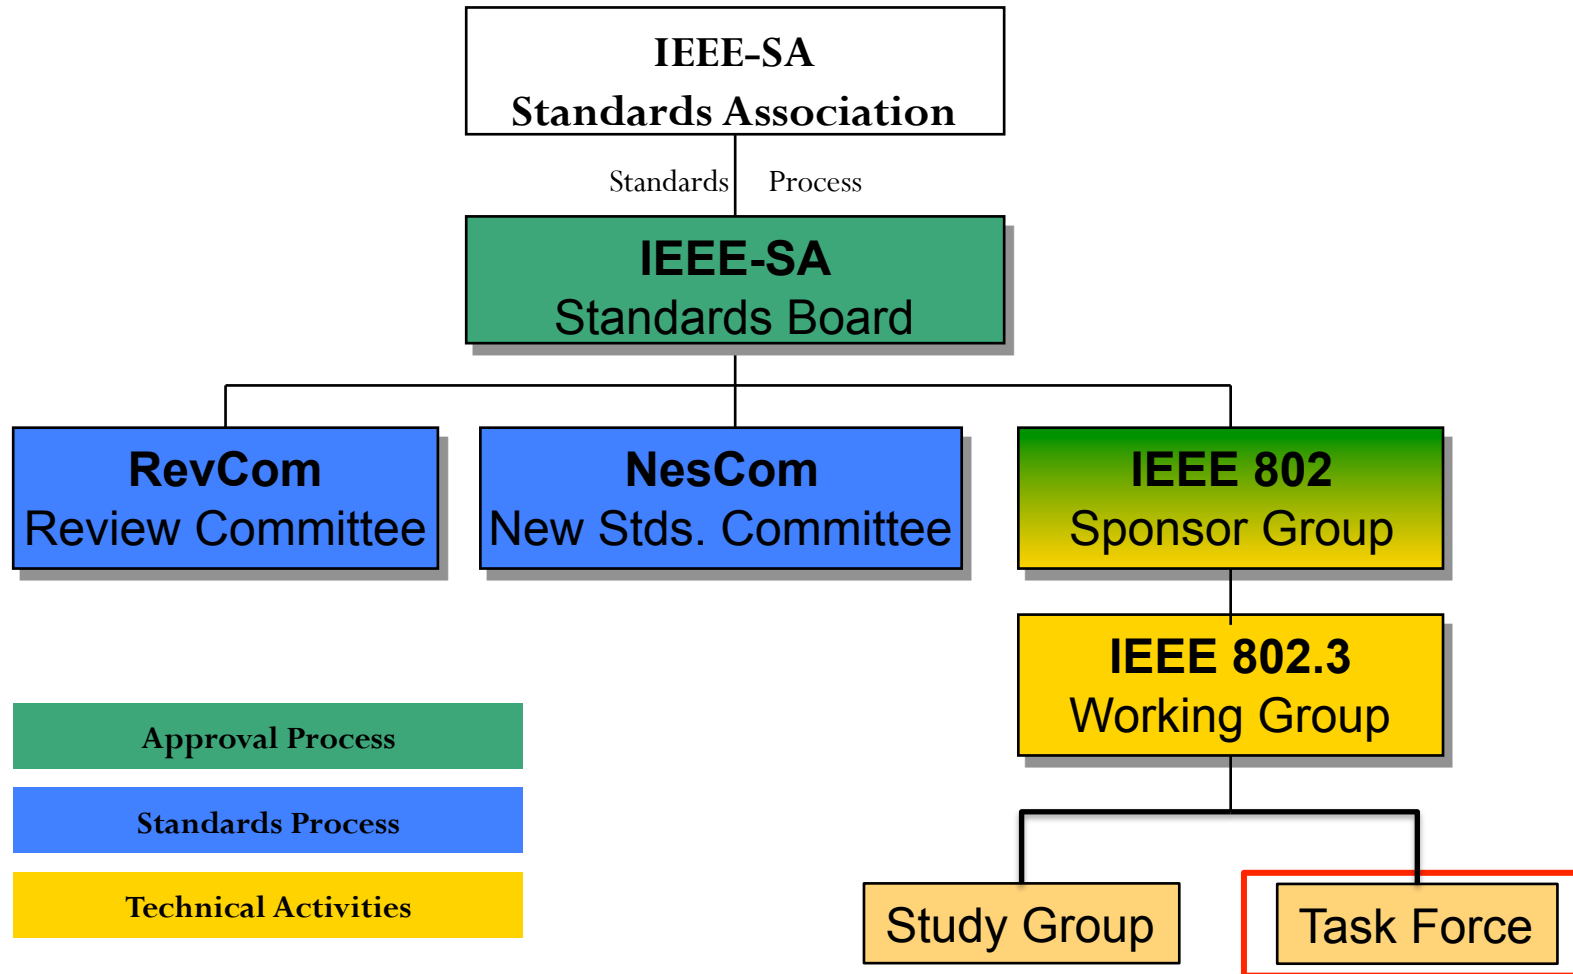 IEEE-SA
Standards Association
Standards Process
IEEE-SA
Standards Board
RevCom
Review Committee
NesCom
New Stds. Committee
IEEE 802
Sponsor Group
IEEE 802.3
Working Group
Approval Process
Standards Process
Technical Activities
Study Group
Task Force